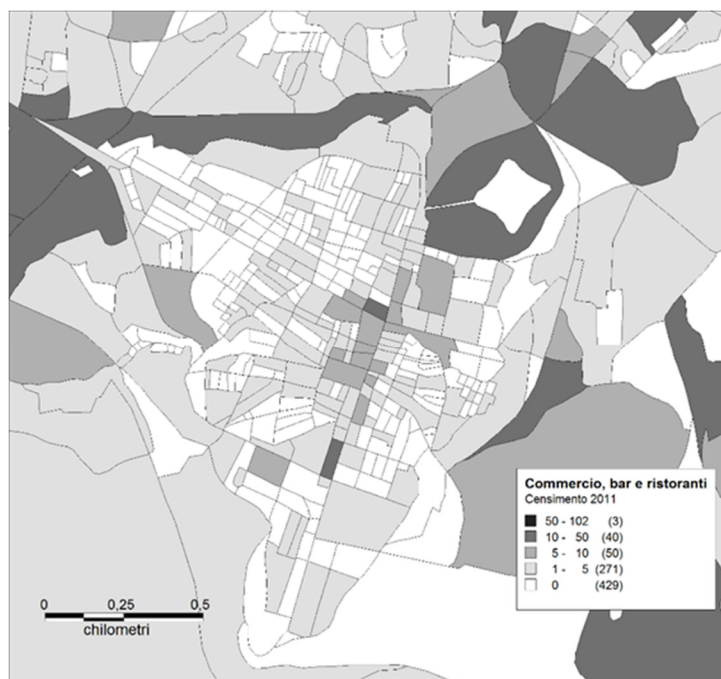 Commercio, bar e ristoranti
Censimento 2011
50 - 102 (3)
10 - 50 (40)
5 - 10 (50)
1 - 5 (271)
0 (429)
0 0,25 0,5
chilometri